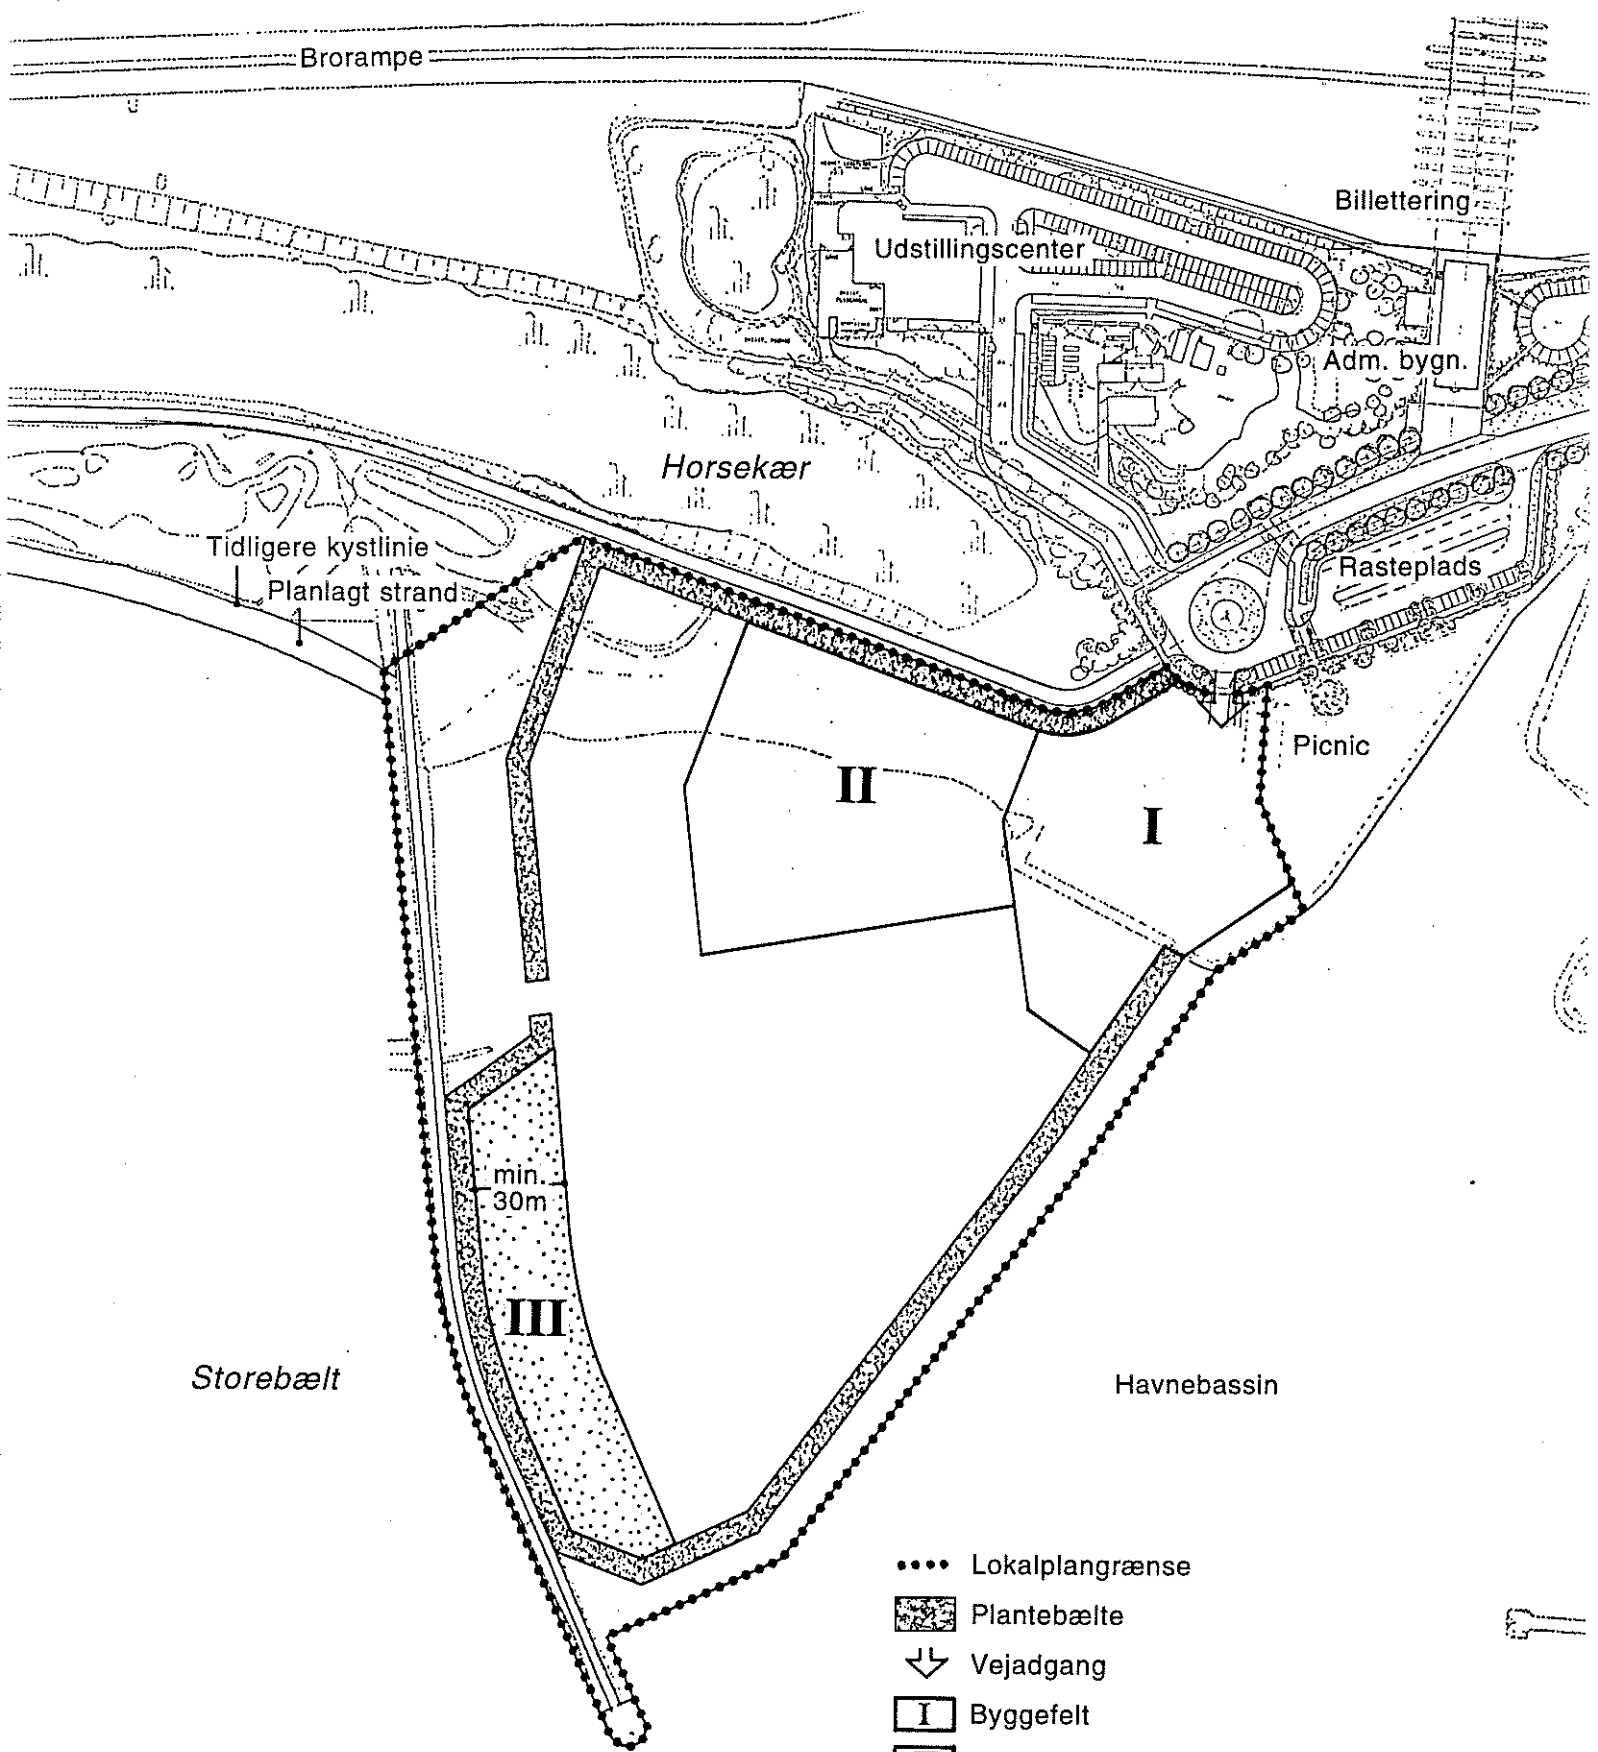 Brorampe
Billettering
Udstillingscenter
Adm. bygn.
Horsekær
Tidligere kystlinie
Planlagt strand
Rasteplads
Picnic
II
I
min.
30m
III
Storebælt
Havnebassin
Lokalplangrænse
Plantebælte
Vejadgang
I Byggefelt